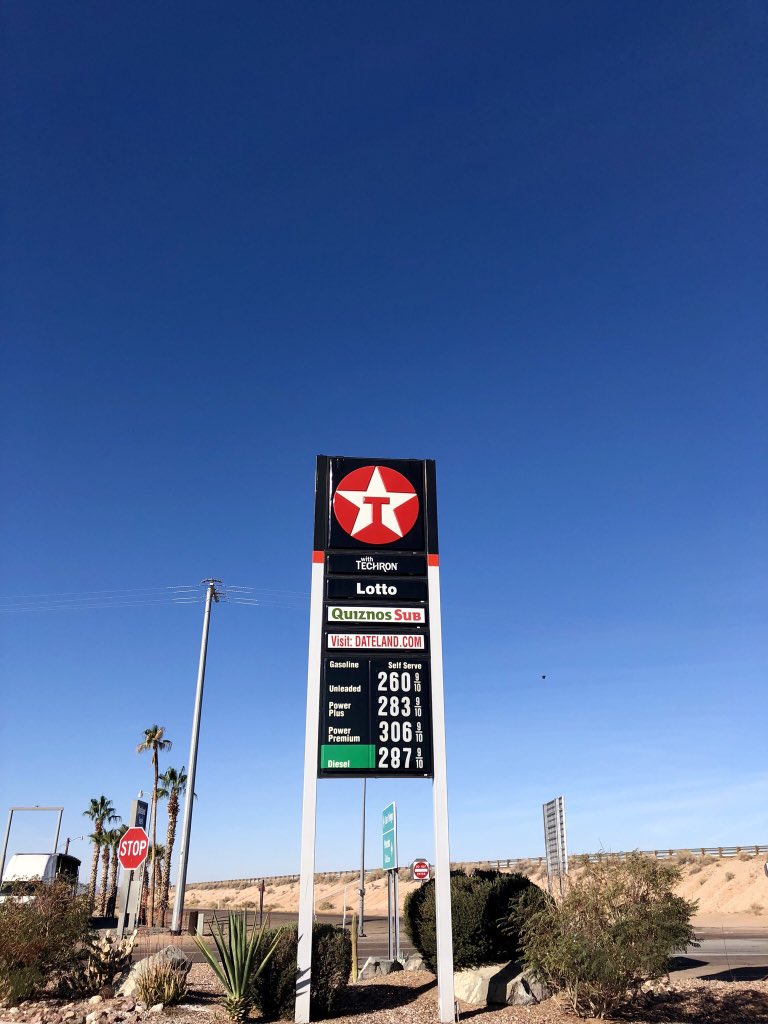 T
with
TECHRON
Lotto
QUIZNOS SUB
Visit: DATELAND.COM
Gasoline Self Serve
Unleaded 260 9/10
Power
Plus 283 9/10
Power
Premium 306 9/10
Diesel 287 9/10
STOP